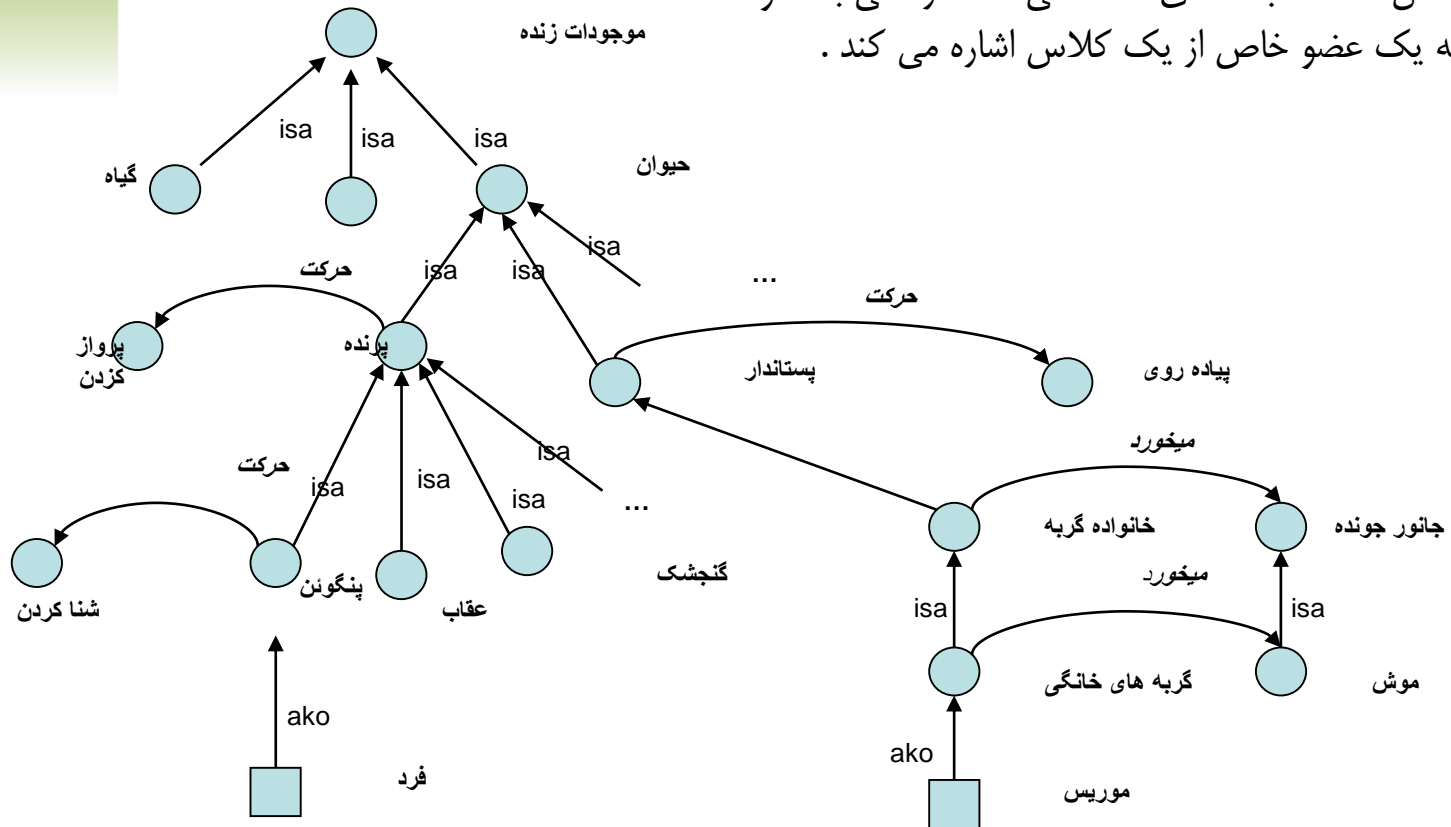 ه یک عضو خاص از یک کلاس اشاره می کند .
موجودات زنده
isa
isa
isa
گیاه
حیوان
isa
isa
isa
...
حرکت
حرکت
پرواز
کزدن
پرنده
پستاندار
پیاده روی
حرکت
isa
isa
isa
isa
...
میخورد
خانواده گربه
جانور جونده
شنا کردن
پنگوئن
عقاب
گنجشک
میخورد
isa
isa
گربه های خانگی
موش
ako
فرد
ako
موریس